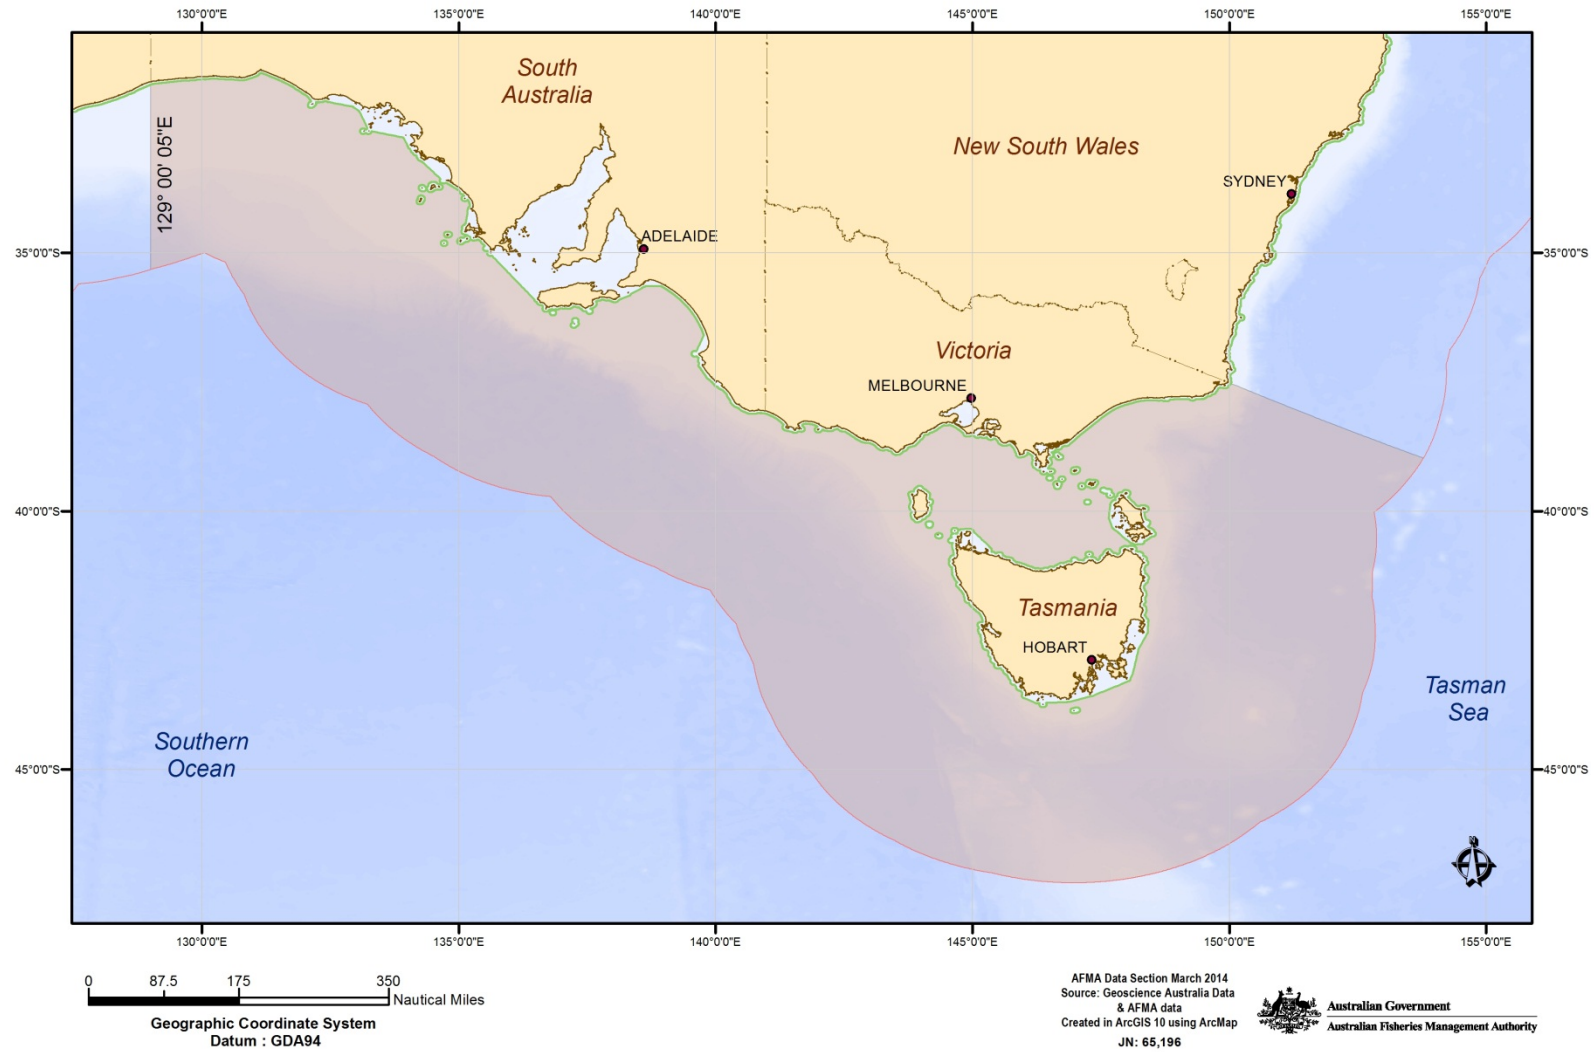 130°0'0"E
135°0'0"E
140°0'0"E
145°0'0"E
150°0'0"E
155°0'0"E
South
Australia
New South Wales
129° 00' 05"E
SYDNEY
ADELAIDE
35°0'0"S
35°0'0"S
Victoria
MELBOURNE
40°0'0"S
40°0'0"S
Tasmania
HOBART
Tasman
Sea
Southern
Ocean
45°0'0"S
45°0'0"S
130°0'0"E
135°0'0"E
140°0'0"E
145°0'0"E
150°0'0"E
155°0'0"E
0 87.5 175 350
Nautical Miles
Geographic Coordinate System
Datum : GDA94
AFMA Data Section March 2014
Source: Geoscience Australia Data
& AFMA data
Created in ArcGIS 10 using ArcMap
JN: 65,196
Australian Government
Australian Fisheries Management Authority